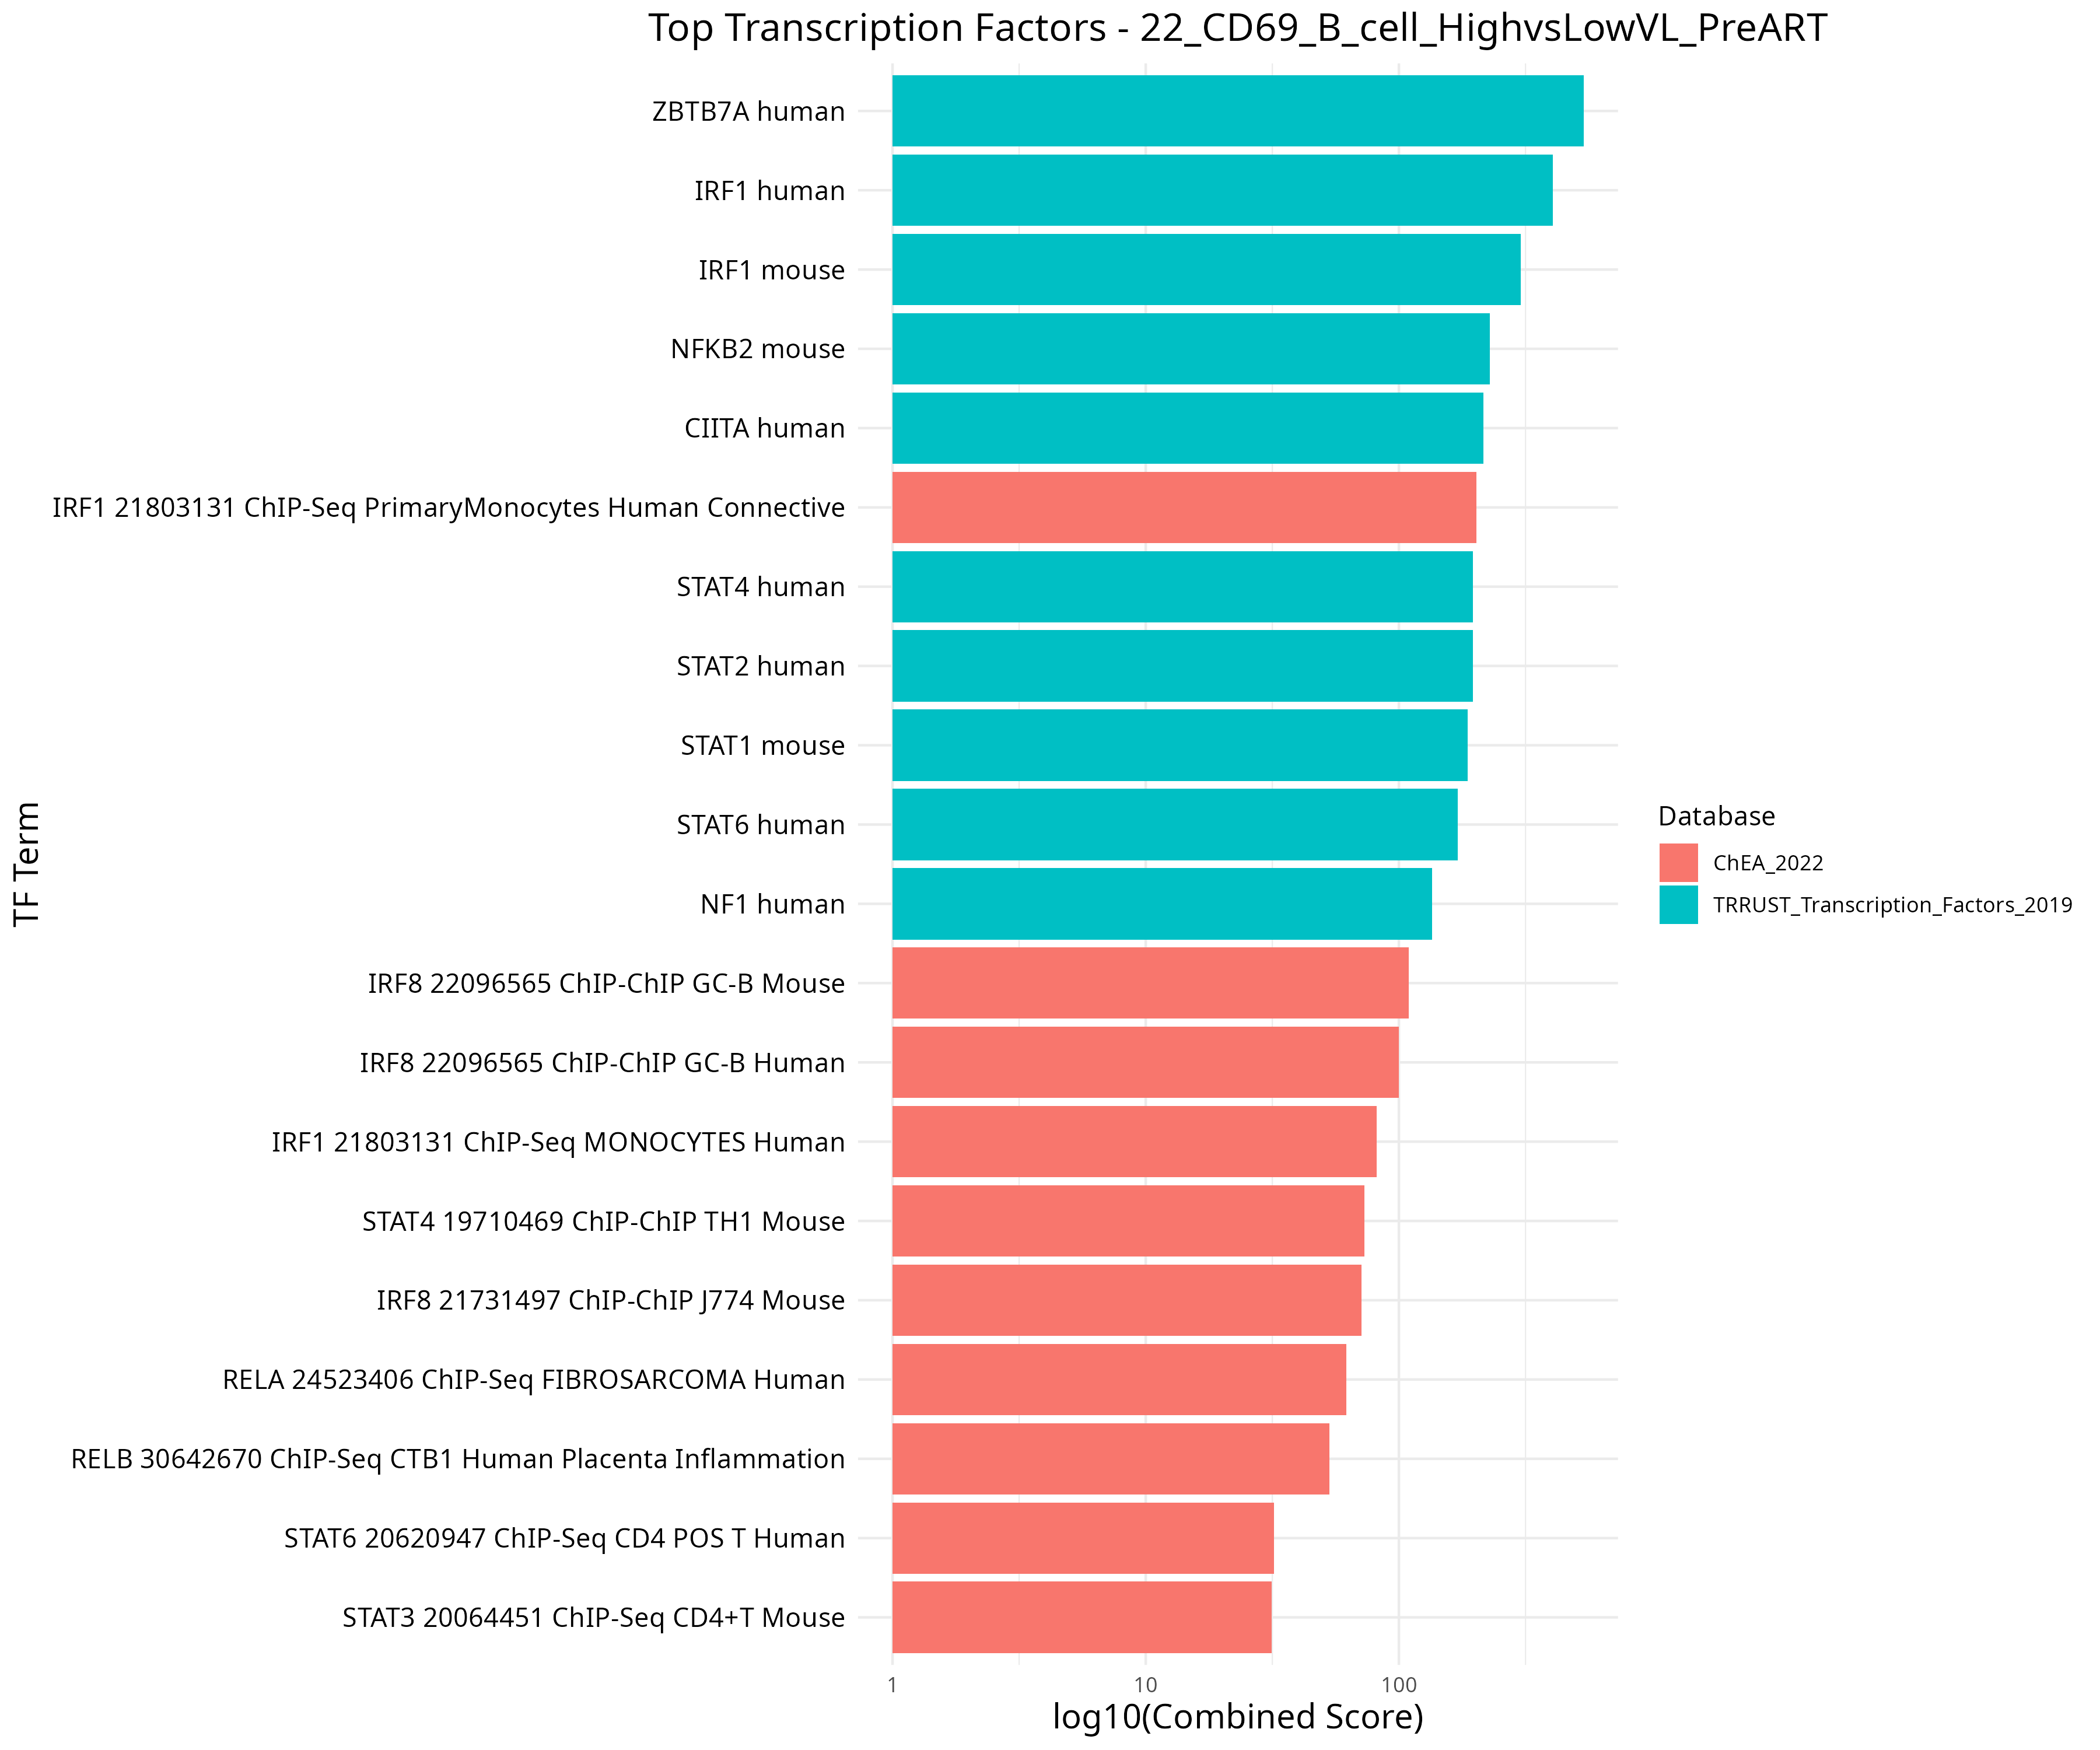 Top Transcription Factors - 22_CD69_B_cell_HighvsLowVL_PreART
ZBTB7A human
IRF1 human
IRF1 mouse
NFKB2 mouse
CIITA human
IRF1 21803131 ChIP-Seq PrimaryMonocytes Human Connective
STAT4 human
STAT2 human
STAT1 mouse
STAT6 human
NF1 human
IRF8 22096565 ChIP-ChIP GC-B Mouse
IRF8 22096565 ChIP-ChIP GC-B Human
IRF1 21803131 ChIP-Seq MONOCYTES Human
STAT4 19710469 ChIP-ChIP TH1 Mouse
IRF8 21731497 ChIP-ChIP J774 Mouse
RELA 24523406 ChIP-Seq FIBROSARCOMA Human
RELB 30642670 ChIP-Seq CTB1 Human Placenta Inflammation
STAT6 20620947 ChIP-Seq CD4 POS T Human
STAT3 20064451 ChIP-Seq CD4+T Mouse
TF Term
1 10 100
log10(Combined Score)
Database
ChEA_2022
TRRUST_Transcription_Factors_2019